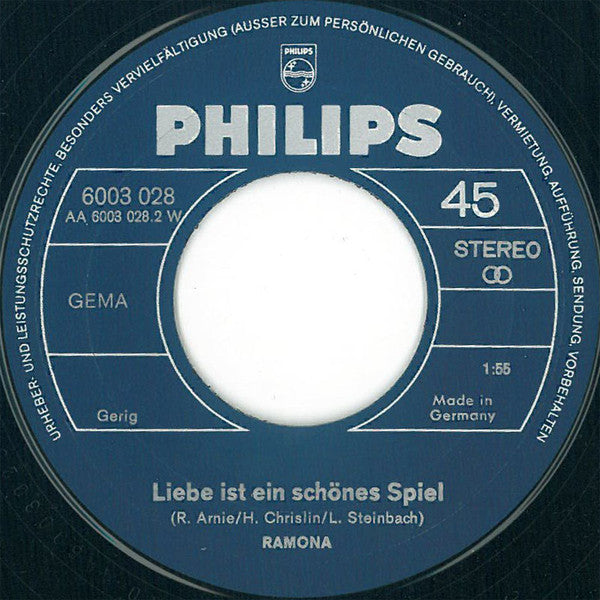 URHEBER- UND LEISTUNGSSCHUTZRECHTE, BESONDERS VERVIELFÄLTIGUNG (AUSSER ZUM PERSÖNLICHEN GEBRAUCH), VERMIETUNG, AUFFÜHRUNG, SENDUNG, VORBEHALTEN
PHILIPS
PHILIPS
6003 028
AA 6003 028.2 W
45
STEREO
GEMA
1:55
Gerig
Made in
Germany
Liebe ist ein schönes Spiel
(R. Arnie/H. Chrislin/L. Steinbach)
RAMONA